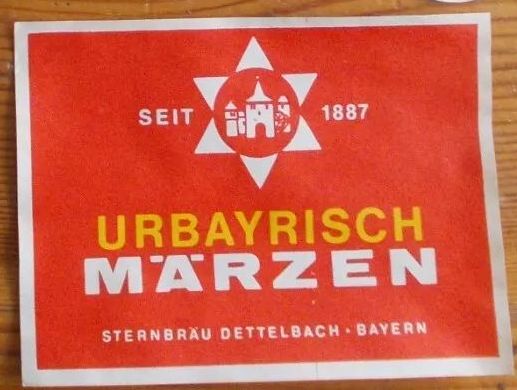 SEIT 1887
URBAYRISCH
MÄRZEN
STERNBRÄU DETTELBACH · BAYERN